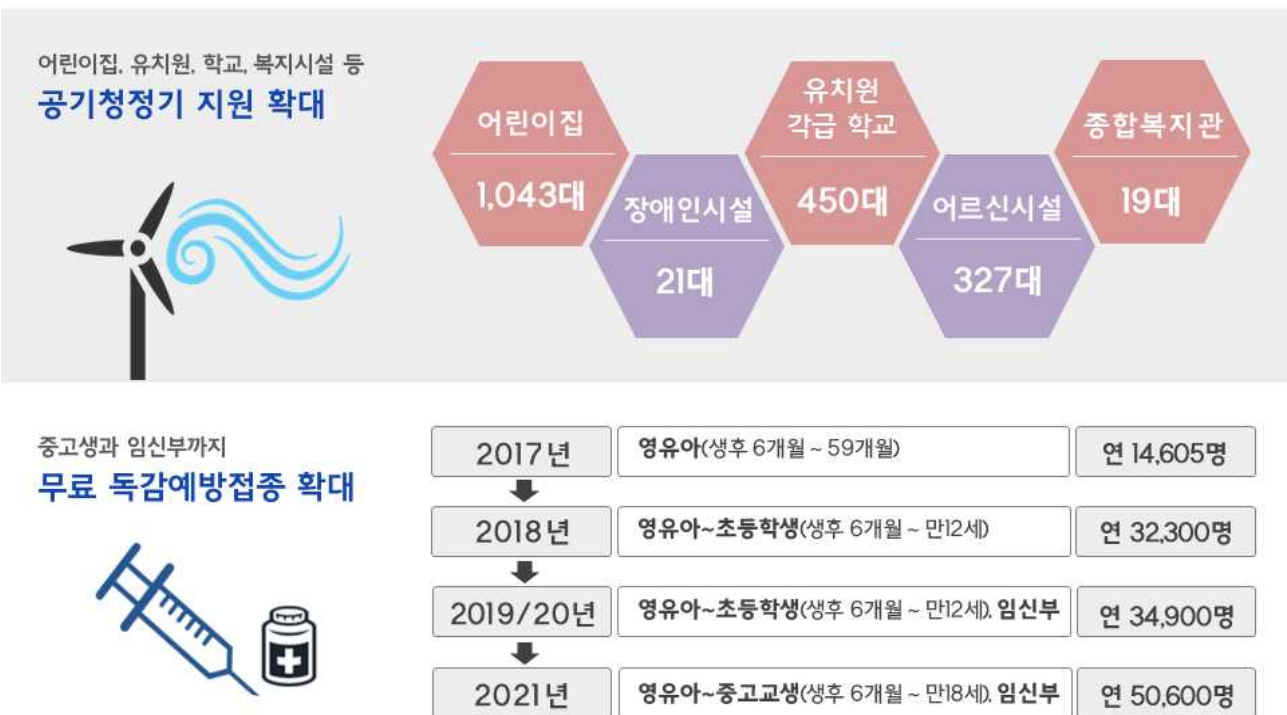 어린이집, 유치원, 학교, 복지시설 등
공기청정기 지원 확대
어린이집
1,043대
장애인시설
21대
유치원
각급 학교
450대
어르신시설
327대
종합복지관
19대
중고생과 임신부까지
무료 독감예방접종 확대
2017년 영유아(생후 6개월 ~ 59개월) 연 14,605명
2018년 영유아~초등학생(생후 6개월 ~ 만12세) 연 32,300명
2019/20년 영유아~초등학생(생후 6개월 ~ 만12세), 임신부 연 34,900명
2021년 영유아~중고교생(생후 6개월 ~ 만18세), 임신부 연 50,600명